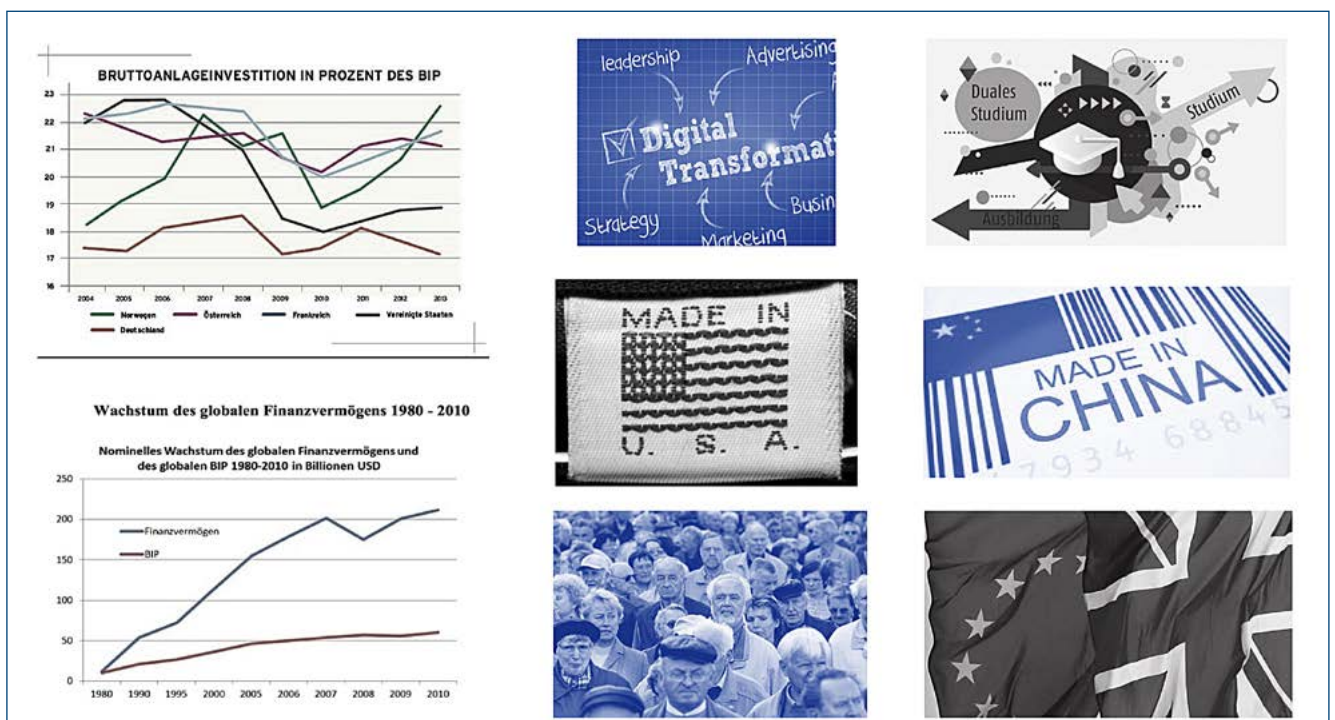 BRUTTOANLAGEINVESTITION IN PROZENT DES BIP
23
22
21
20
19
18
17
16
2004 2005 2006 2007 2008 2009 2010 2011 2012 2013
Norwegen Österreich Frankreich Vereinigte Staaten
Deutschland
Wachstum des globalen Finanzvermögens 1980 - 2010
Nominelles Wachstum des globalen Finanzvermögens und
des globalen BIP 1980-2010 in Billionen USD
250
200
150
100
50
0
Finanzvermögen
BIP
1980 1990 1995 2000 2005 2006 2007 2008 2009 2010
leadership
Advertising
Digital
Transformati
Strategy
Marketing
Busin
Duales
Studium
Studium
Ausbildung
MADE IN
U. S. A.
MADE IN
CHINA
7934 68845